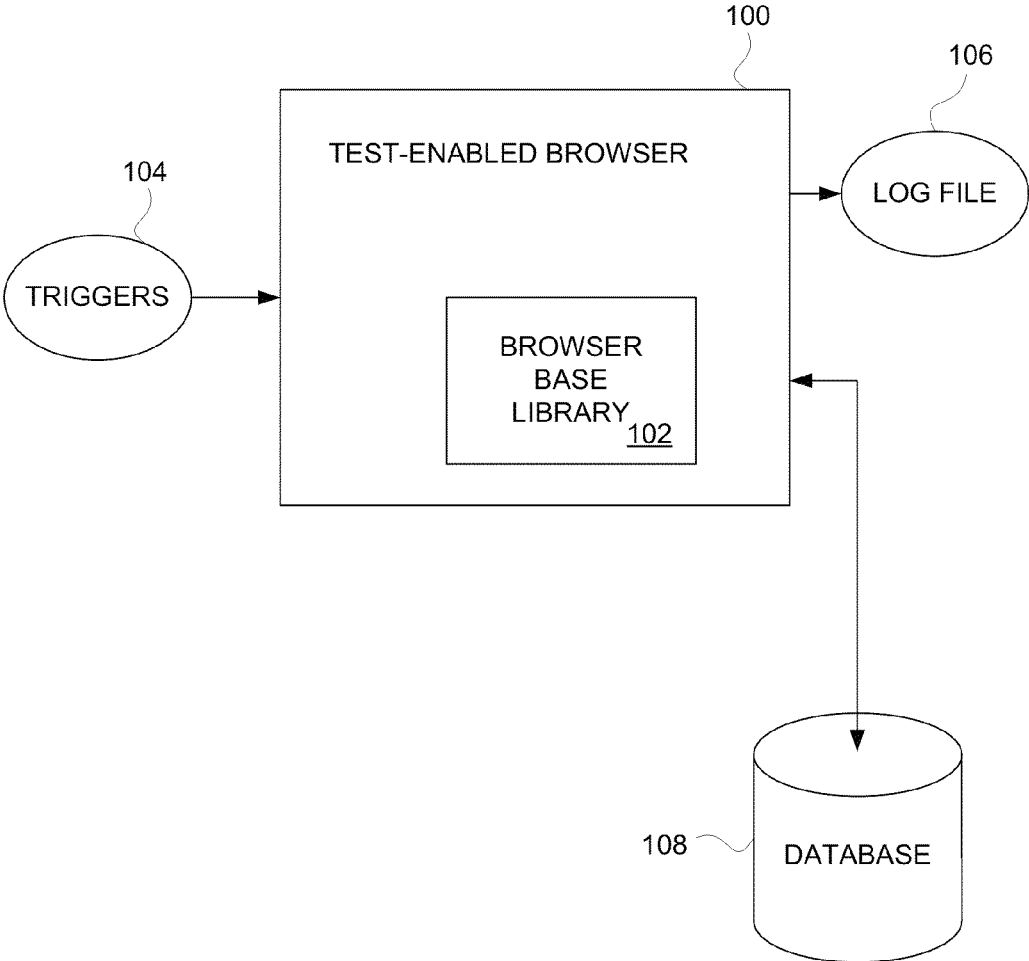 100
106
TEST-ENABLED BROWSER
104
LOG FILE
TRIGGERS
BROWSER
BASE
LIBRARY
102
108
DATABASE